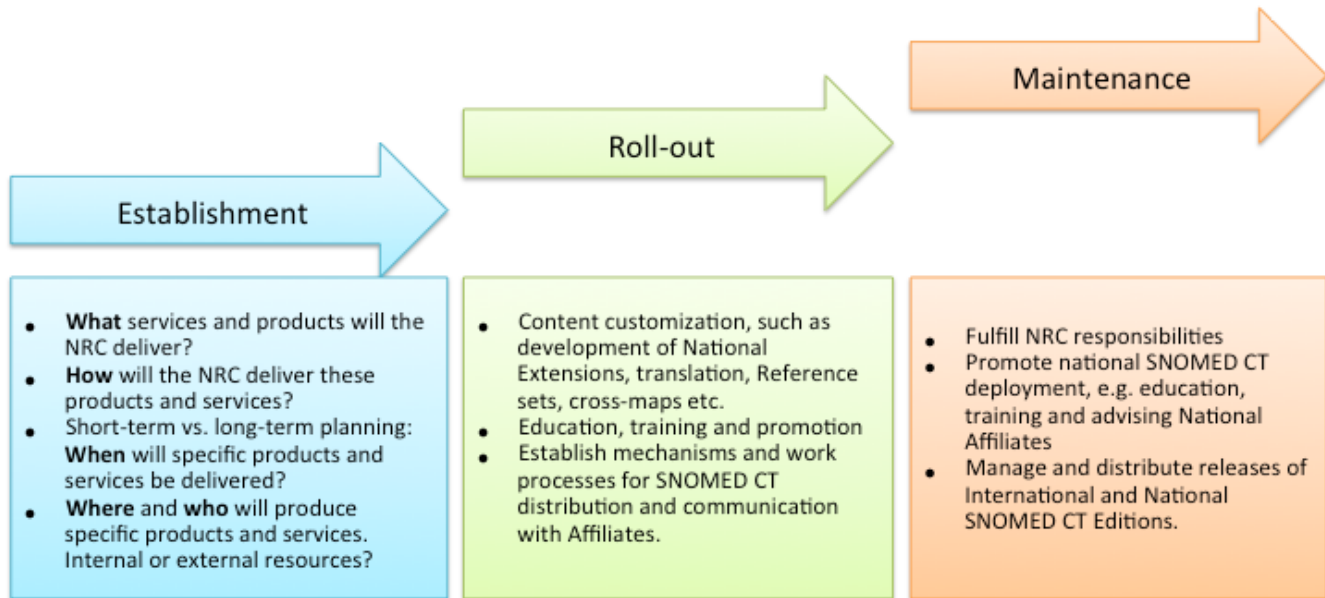 Establishment
Roll-out
Maintenance
• What services and products will the
NRC deliver?
• How will the NRC deliver these
products and services?
• Short-term vs. long-term planning:
When will specific products and
services be delivered?
• Where and who will produce
specific products and services.
Internal or external resources?
• Content customization, such as
development of National
Extensions, translation, Reference
sets, cross-maps etc.
• Education, training and promotion
• Establish mechanisms and work
processes for SNOMED CT
distribution and communication
with Affiliates.
• Fulfill NRC responsibilities
• Promote national SNOMED CT
deployment, e.g. education,
training and advising National
Affiliates
• Manage and distribute releases of
International and National
SNOMED CT Editions.